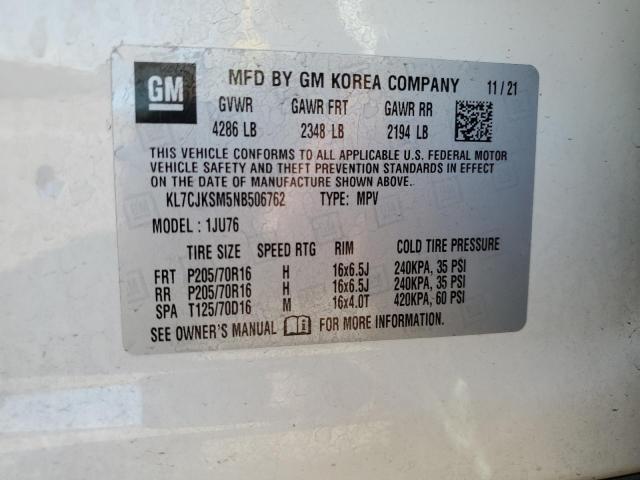 GM MFD BY GM KOREA COMPANY 11 / 21
GVWR GAWR FRT GAWR RR
4286 LB 2348 LB 2194 LB
THIS VEHICLE CONFORMS TO ALL APPLICABLE U.S. FEDERAL MOTOR
VEHICLE SAFETY AND THEFT PREVENTION STANDARDS IN EFFECT ON
THE DATE OF MANUFACTURE SHOWN ABOVE.
KL7CJKSM5NB506762 TYPE: MPV
MODEL : 1JU76
TIRE SIZE SPEED RTG RIM COLD TIRE PRESSURE
FRT P205/70R16 H 16x6.5J 240KPA, 35 PSI
RR P205/70R16 H 16x6.5J 240KPA, 35 PSI
SPA T125/70D16 M 16x4.0T 420KPA, 60 PSI
SEE OWNER'S MANUAL FOR MORE INFORMATION.